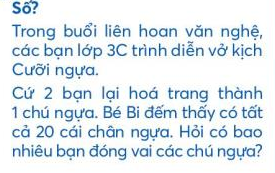 Số?
Trong buổi liên hoan văn nghệ,
các bạn lớp 3C trình diễn vở kịch
Cưỡi ngựa.
Cứ 2 bạn lại hoá trang thành
1 chú ngựa. Bé Bi đếm thấy có tất
cả 20 cái chân ngựa. Hỏi có bao
nhiêu bạn đóng vai các chú ngựa?